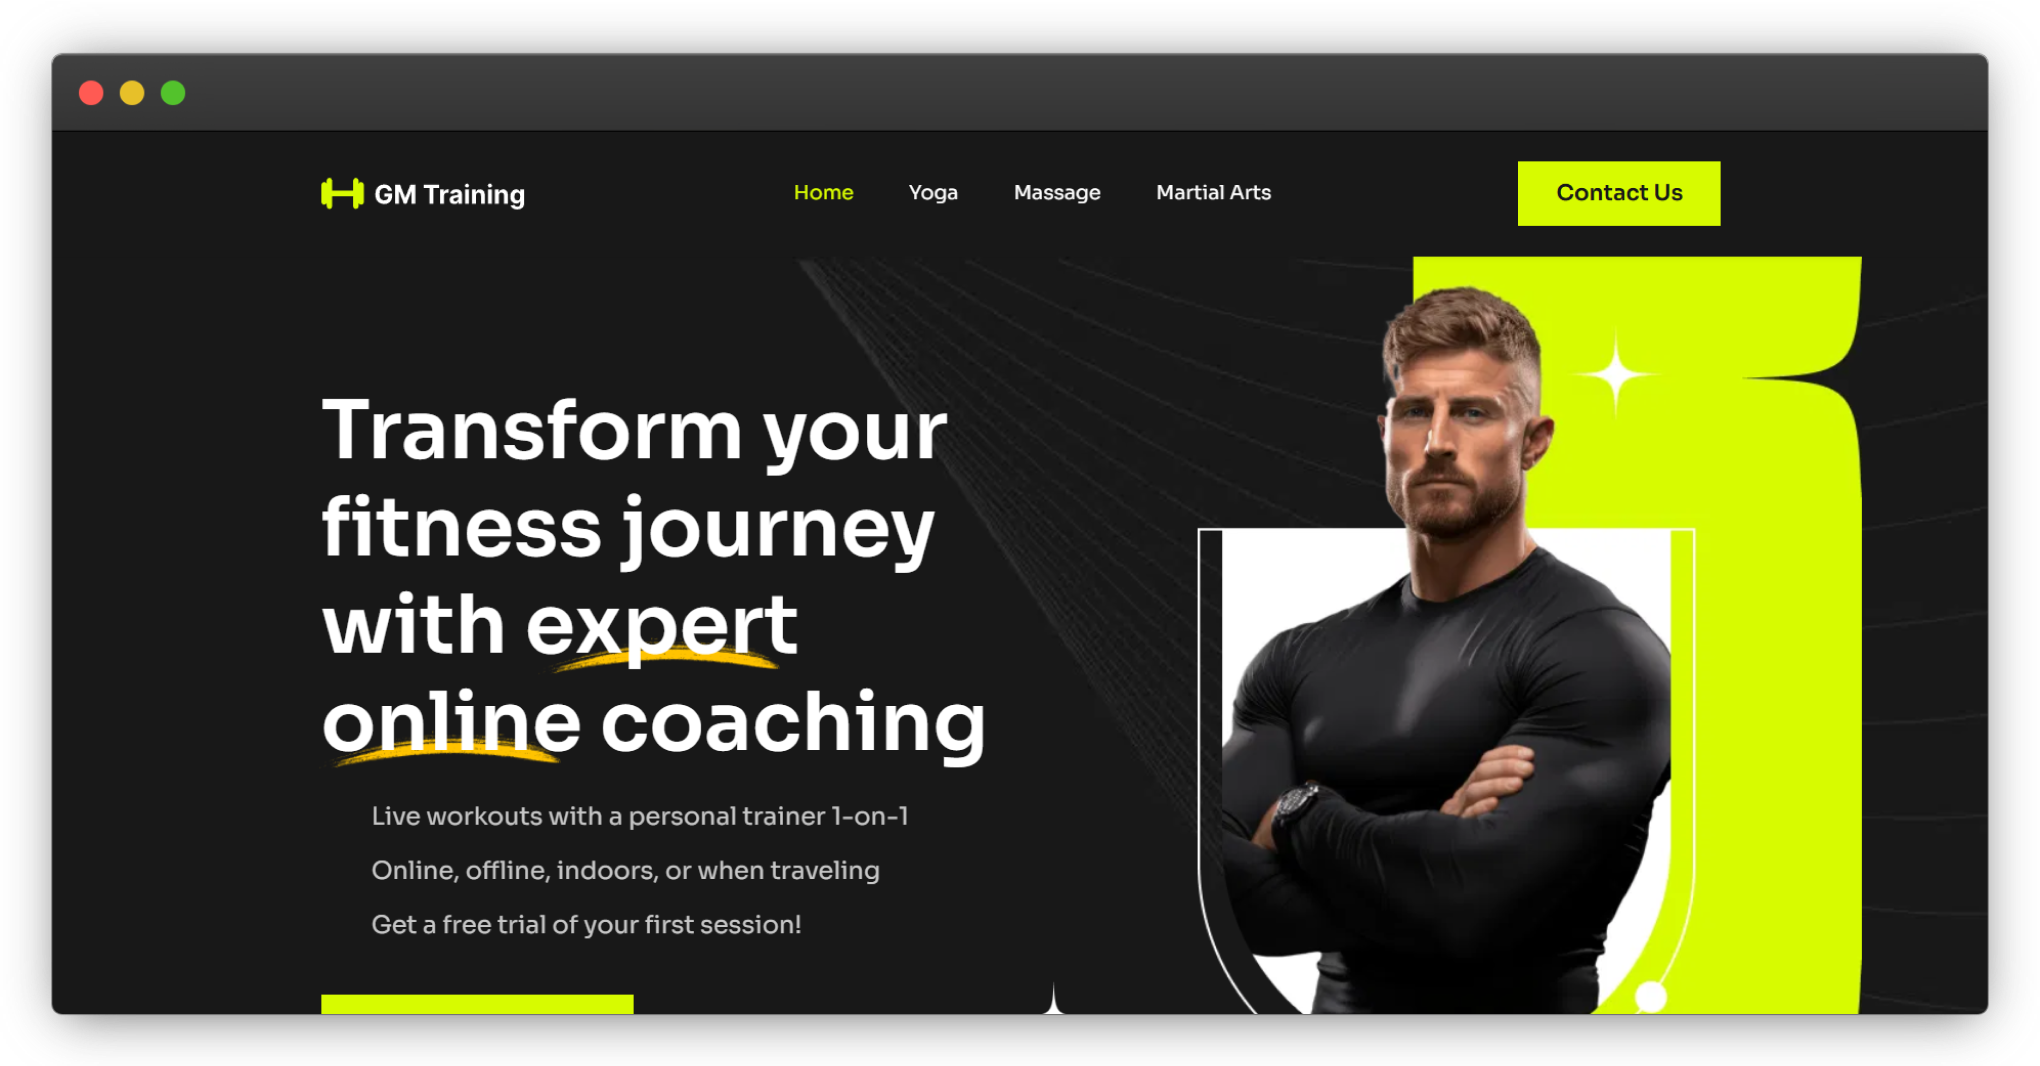 GM Training
Home
Yoga
Massage
Martial Arts
Contact Us
Transform your
fitness journey
with expert
online coaching
Live workouts with a personal trainer 1-on-1
Online, offline, indoors, or when traveling
Get a free trial of your first session!